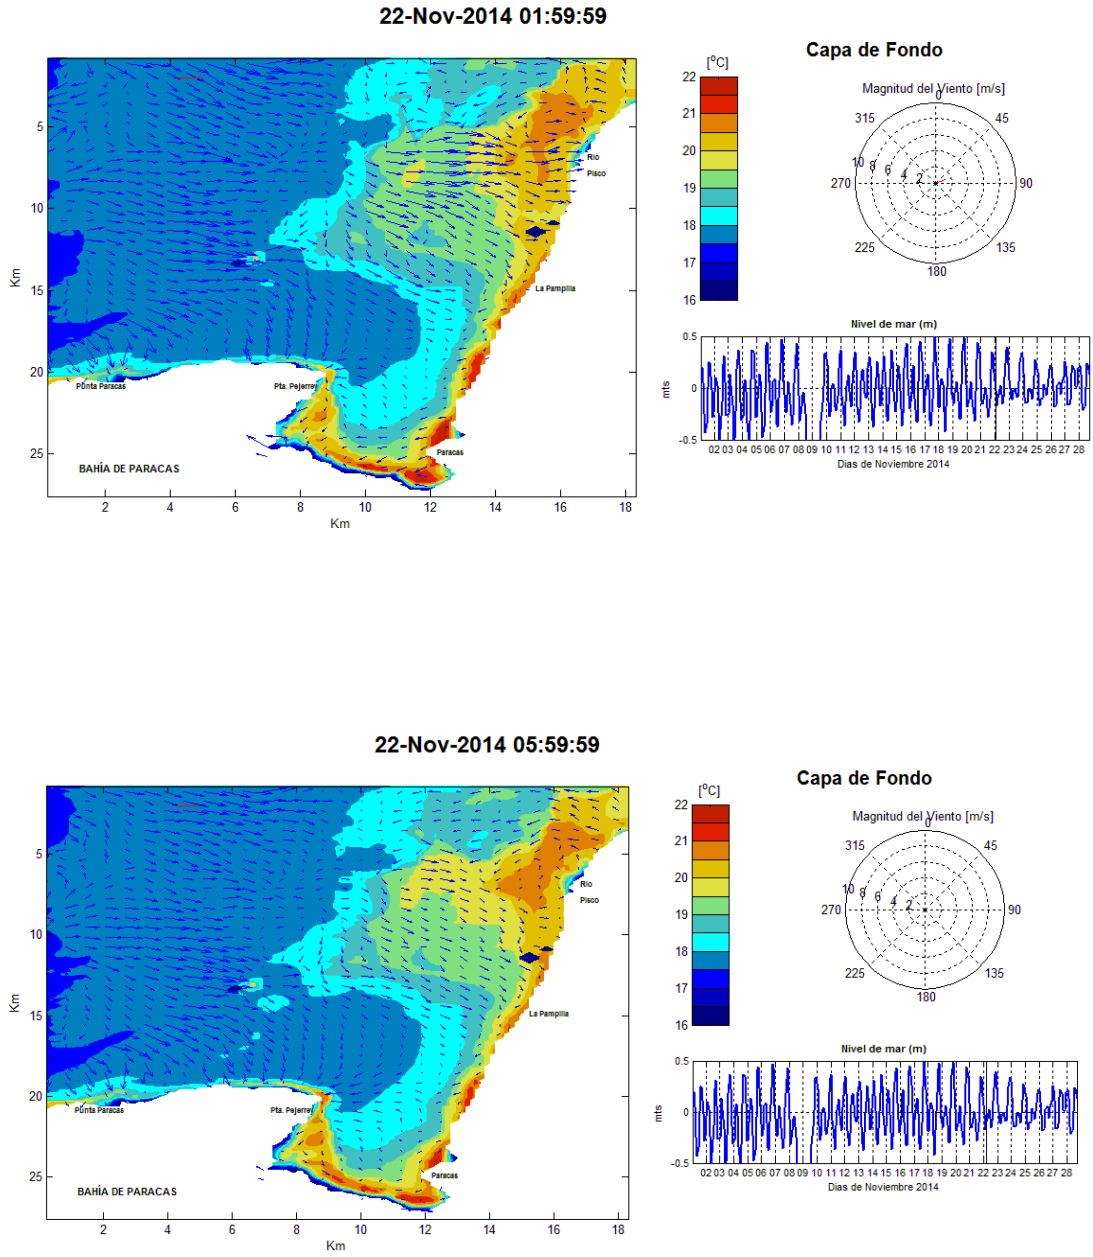 22-Nov-2014 01:59:59
Capa de Fondo
[°C]
22
21
20
19
18
17
16
Magnitud del Viento [m/s]
0
45
90
135
180
225
270
315
10 8 6 4 2
5
10
15
20
25
Km
Rio
Pisco
La Pampilla
Punta Paracas
Pta. Pejerrey
Paracas
BAHÍA DE PARACAS
2 4 6 8 10 12 14 16 18
Km
Nivel de mar (m)
0.5
0
-0.5
mts
02 03 04 05 06 07 08 09 10 11 12 13 14 15 16 17 18 19 20 21 22 23 24 25 26 27 28
Dias de Noviembre 2014
22-Nov-2014 05:59:59
Capa de Fondo
[°C]
22
21
20
19
18
17
16
Magnitud del Viento [m/s]
0
45
90
135
180
225
270
315
10 8 6 4 2
5
10
15
20
25
Km
Rio
Pisco
La Pampilla
Punta Paracas
Pta. Pejerrey
Paracas
BAHÍA DE PARACAS
2 4 6 8 10 12 14 16 18
Km
Nivel de mar (m)
0.5
0
-0.5
mts
02 03 04 05 06 07 08 09 10 11 12 13 14 15 16 17 18 19 20 21 22 23 24 25 26 27 28
Dias de Noviembre 2014